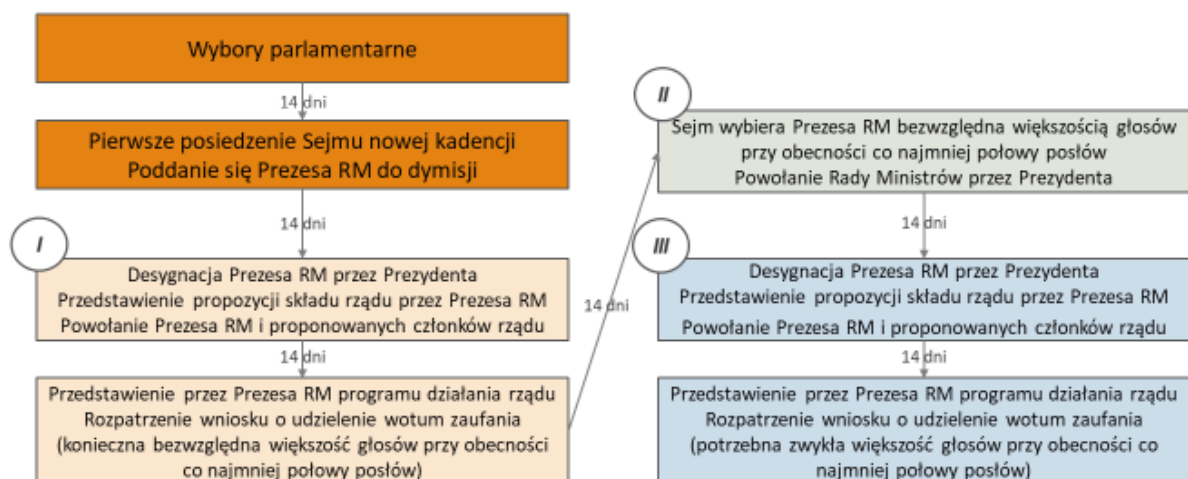 Wybory parlamentarne
14 dni
Pierwsze posiedzenie Sejmu nowej kadencji
Poddanie się Prezesa RM do dymisji
14 dni
I
Desygnacja Prezesa RM przez Prezydenta
Przedstawienie propozycji składu rządu przez Prezesa RM
Powołanie Prezesa RM i proponowanych członków rządu
14 dni
Przedstawienie przez Prezesa RM programu działania rządu
Rozpatrzenie wniosku o udzielenie wotum zaufania
(konieczna bezwzględna większość głosów przy obecności
co najmniej połowy posłów)
14 dni
II
Sejm wybiera Prezesa RM bezwzględna większością głosów
przy obecności co najmniej połowy posłów
Powołanie Rady Ministrów przez Prezydenta
14 dni
III
Desygnacja Prezesa RM przez Prezydenta
Przedstawienie propozycji składu rządu przez Prezesa RM
Powołanie Prezesa RM i proponowanych członków rządu
14 dni
Przedstawienie przez Prezesa RM programu działania rządu
Rozpatrzenie wniosku o udzielenie wotum zaufania
(potrzebna zwykła większość głosów przy obecności co
najmniej połowy posłów)